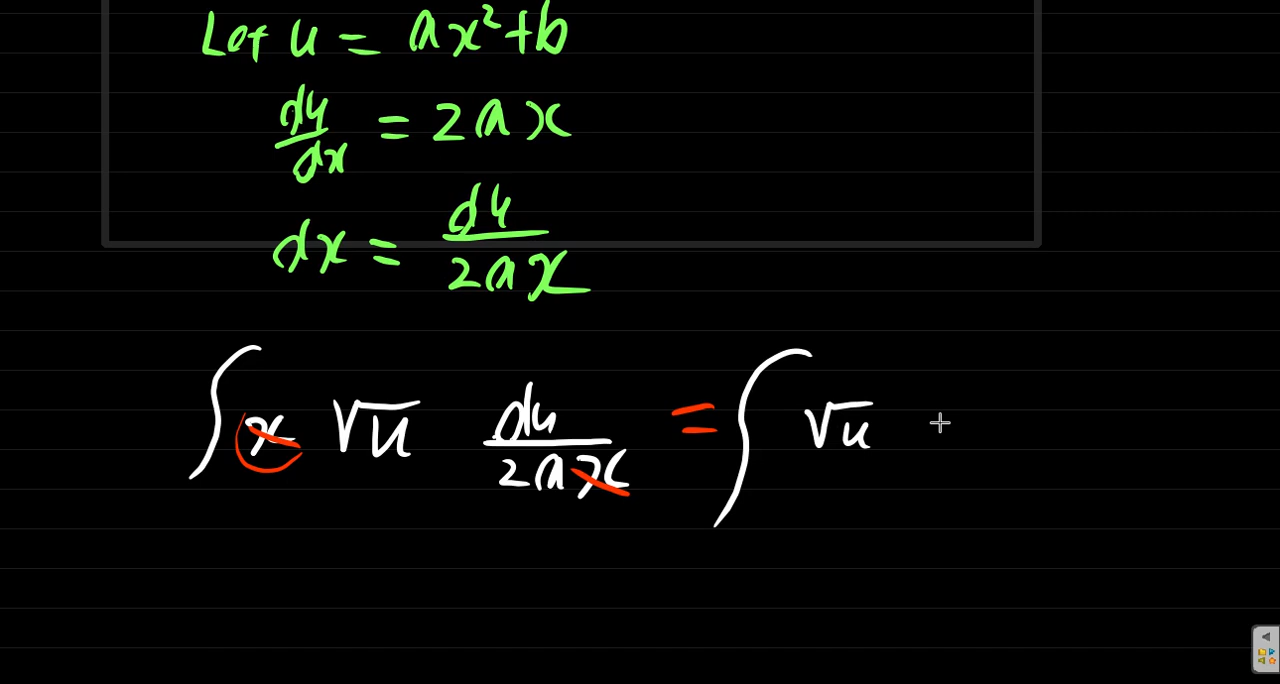 Let u = ax²+b
du/dx = 2ax
dx = du/2ax
∫ x √u du/2ax = ∫ √u